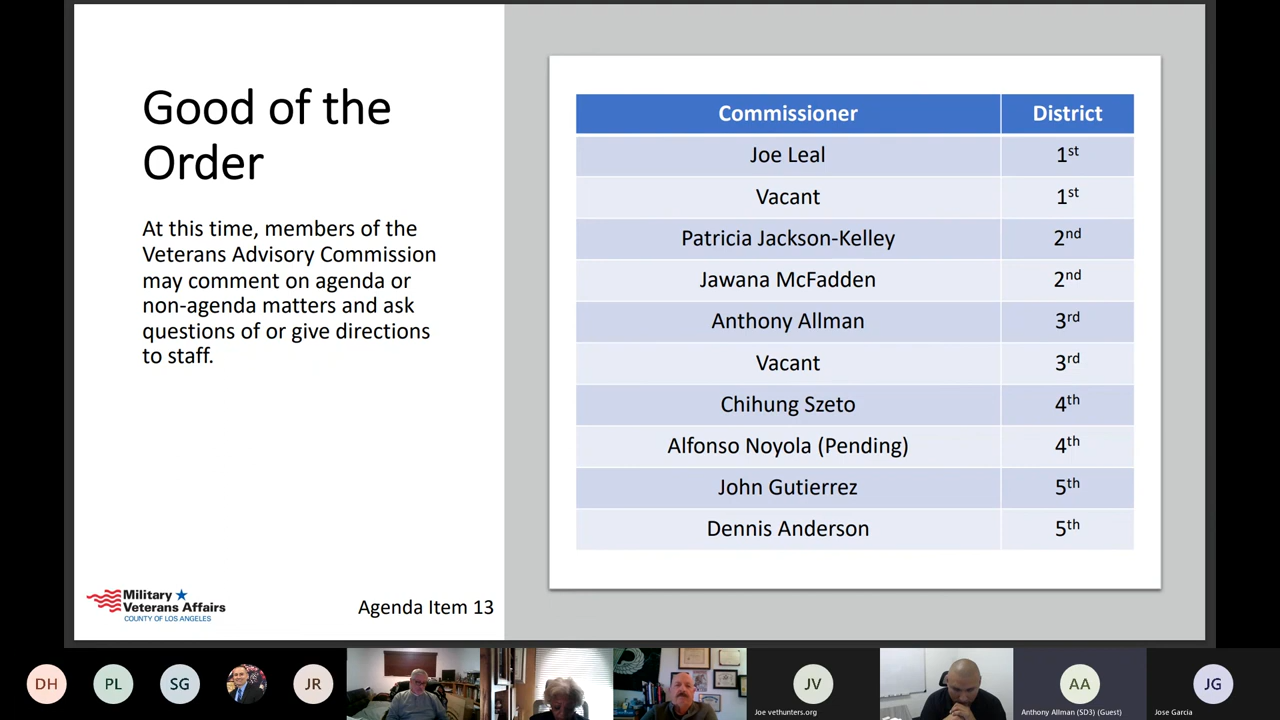 Good of the
Order
At this time, members of the
Veterans Advisory Commission
may comment on agenda or
non-agenda matters and ask
questions of or give directions
to staff.
Military
Veterans Affairs
COUNTY OF LOS ANGELES
Agenda Item 13
Commissioner District
Joe Leal 1st
Vacant 1st
Patricia Jackson-Kelley 2nd
Jawana McFadden 2nd
Anthony Allman 3rd
Vacant 3rd
Chihung Szeto 4th
Alfonso Noyola (Pending) 4th
John Gutierrez 5th
Dennis Anderson 5th
DH PL SG JR JV AA JG
Joe vethunters.org Anthony Allman (SD3) (Guest) Jose Garcia